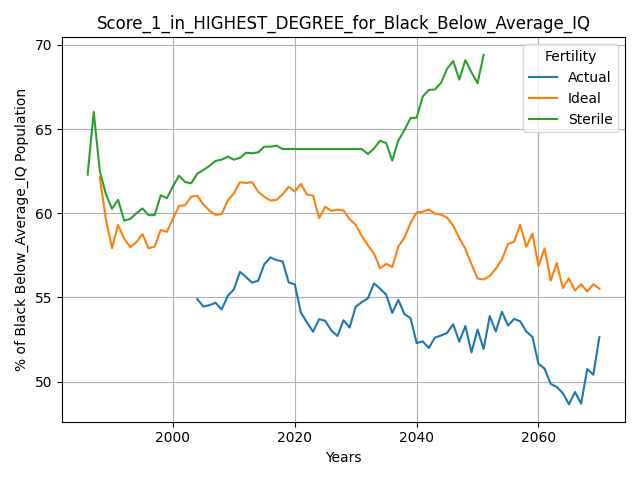 Score_1_in_HIGHEST_DEGREE_for_Black_Below_Average_IQ
Fertility
Actual
Ideal
Sterile
% of Black Below_Average_IQ Population
70
65
60
55
50
2000
2020
2040
2060
Years